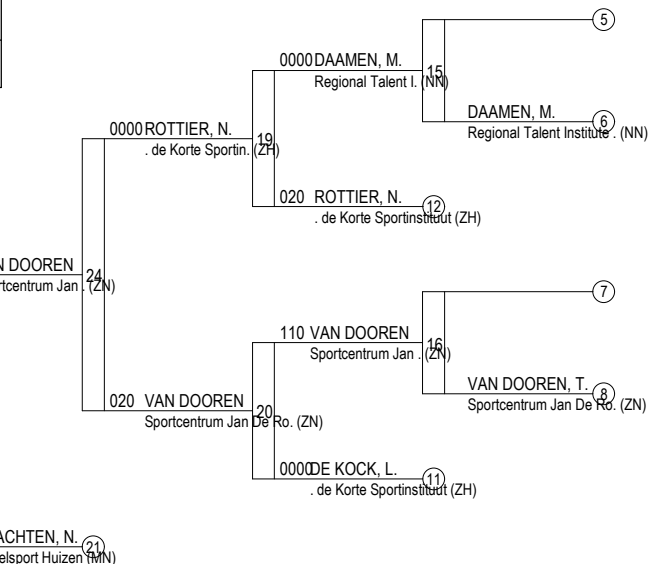 5
0000 DAAMEN, M.
Regional Talent I. (NN)
15
DAAMEN, M.
6
Regional Talent Institute . (NN)
0000 ROTTIER, N.
. de Korte Sportin. (ZH)
19
020 ROTTIER, N.
12
. de Korte Sportinstituut (ZH)
N DOOREN
24
rtcentrum Jan . (ZN)
7
110 VAN DOOREN
Sportcentrum Jan . (ZN)
16
VAN DOOREN, T.
8
Sportcentrum Jan De Ro. (ZN)
020 VAN DOOREN
20
Sportcentrum Jan De Ro. (ZN)
0000 DE KOCK, L.
11
. de Korte Sportinstituut (ZH)
ACHTEN, N.
21
elsport Huizen (MN)